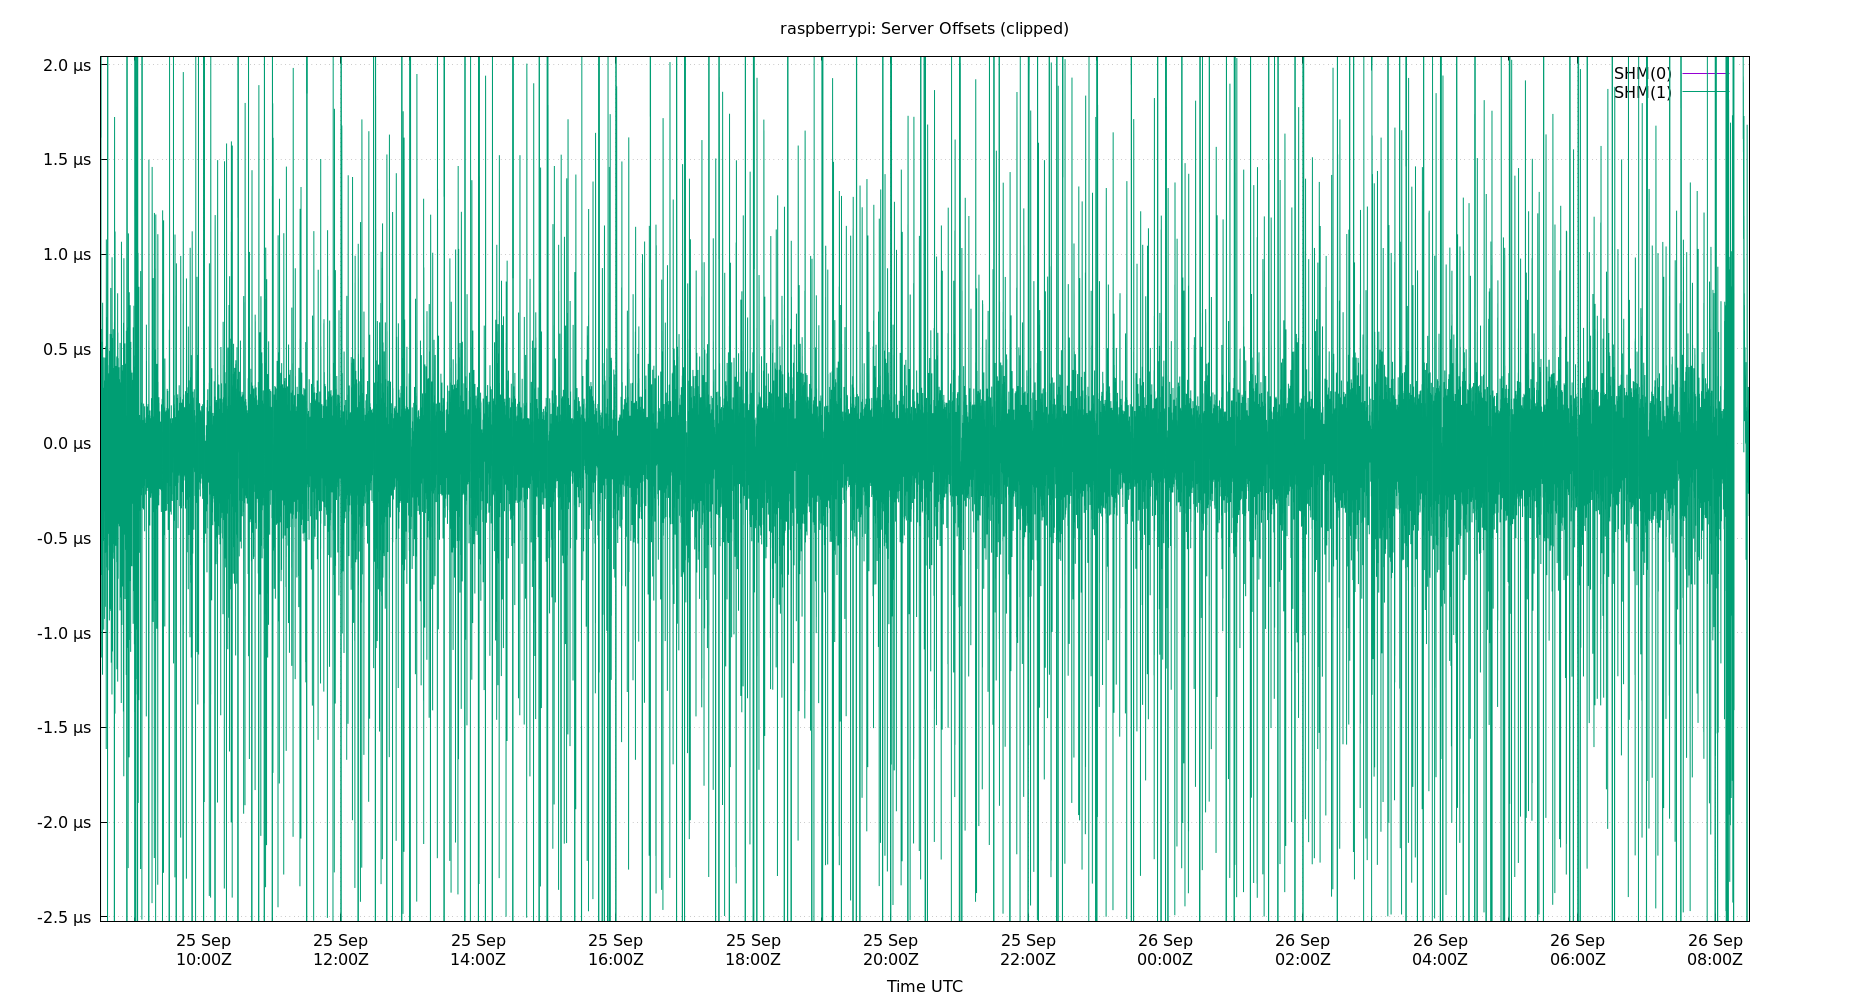 raspberrypi: Server Offsets (clipped)
2.0 µs
1.5 µs
1.0 µs
0.5 µs
0.0 µs
-0.5 µs
-1.0 µs
-1.5 µs
-2.0 µs
-2.5 µs
SHM(0)
SHM(1)
25 Sep 25 Sep 25 Sep 25 Sep 25 Sep 25 Sep 25 Sep 26 Sep 26 Sep 26 Sep 26 Sep 26 Sep
10:00Z 12:00Z 14:00Z 16:00Z 18:00Z 20:00Z 22:00Z 00:00Z 02:00Z 04:00Z 06:00Z 08:00Z
Time UTC